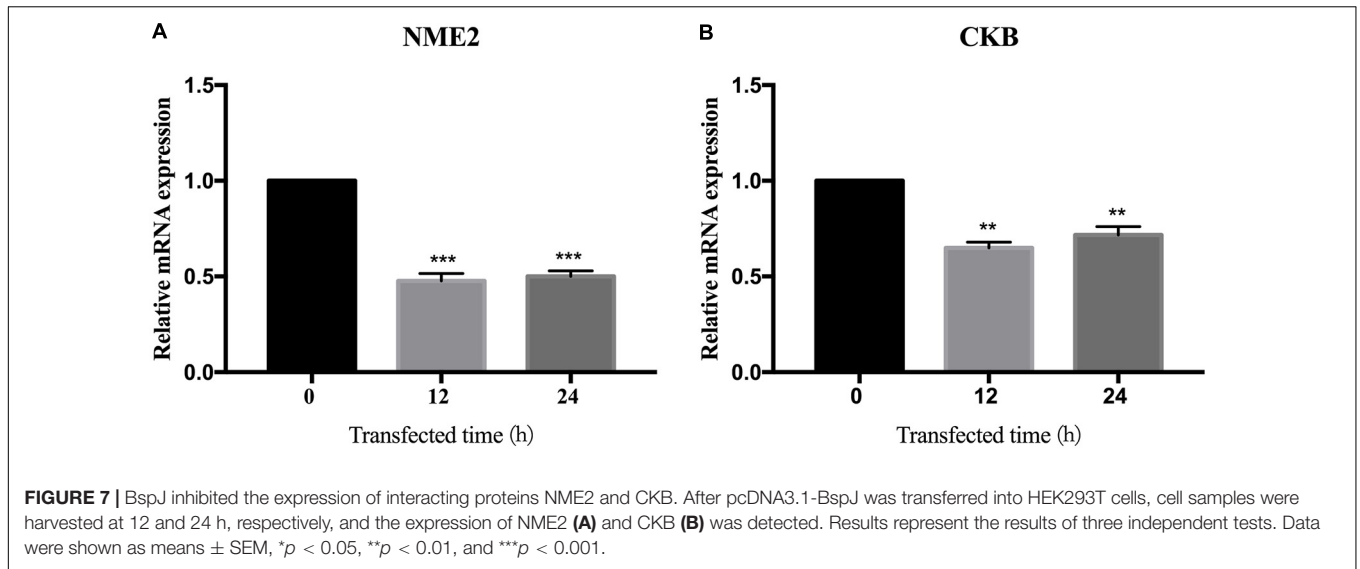 A
NME2
Relative mRNA expression
1.5
1.0
0.5
0.0
***
***
0
12
24
Transfected time (h)
B
CKB
Relative mRNA expression
1.5
1.0
0.5
0.0
**
**
0
12
24
Transfected time (h)
FIGURE 7 | BspJ inhibited the expression of interacting proteins NME2 and CKB. After pcDNA3.1-BspJ was transferred into HEK293T cells, cell samples were
harvested at 12 and 24 h, respectively, and the expression of NME2 (A) and CKB (B) was detected. Results represent the results of three independent tests. Data
were shown as means ± SEM, *p < 0.05, **p < 0.01, and ***p < 0.001.